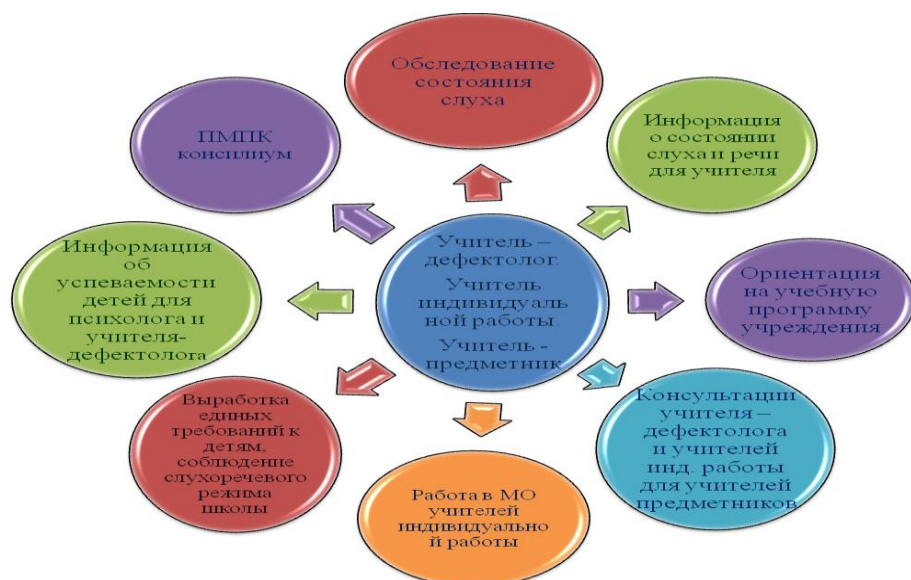 Обследование
состояния
слуха
Информация
о состоянии
слуха и речи
для учителя
Ориентация
на учебную
программу
учреждения
Консультации
учителя –
дефектолога
и учителей
инд. работы
для учителей
предметников
Работа в МО
учителей
индивидуально
й работы
Выработка
единых
требований к
детям,
соблюдение
слухоречевого
режима
школы
Информация
об
успеваемости
детей для
психолога и
учителя-
дефектолога
ПМПК
консилиум
Учитель –
дефектолог.
Учитель
индивидуаль
ной работы.
Учитель -
предметник